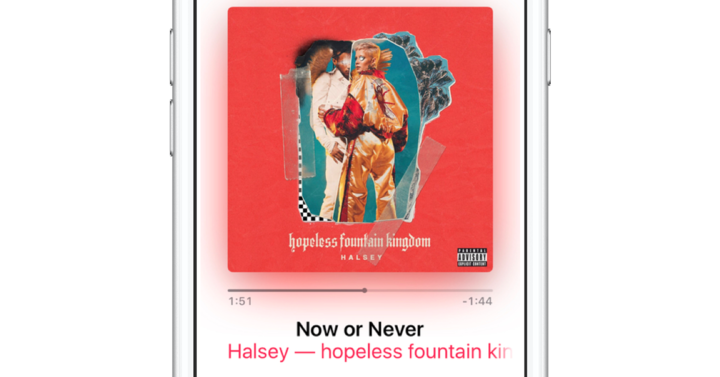 hopeless fountain kingdom
HALSEY
PARENTAL
ADVISORY
EXPLICIT CONTENT
1:51 -1:44
Now or Never
Halsey — hopeless fountain kin